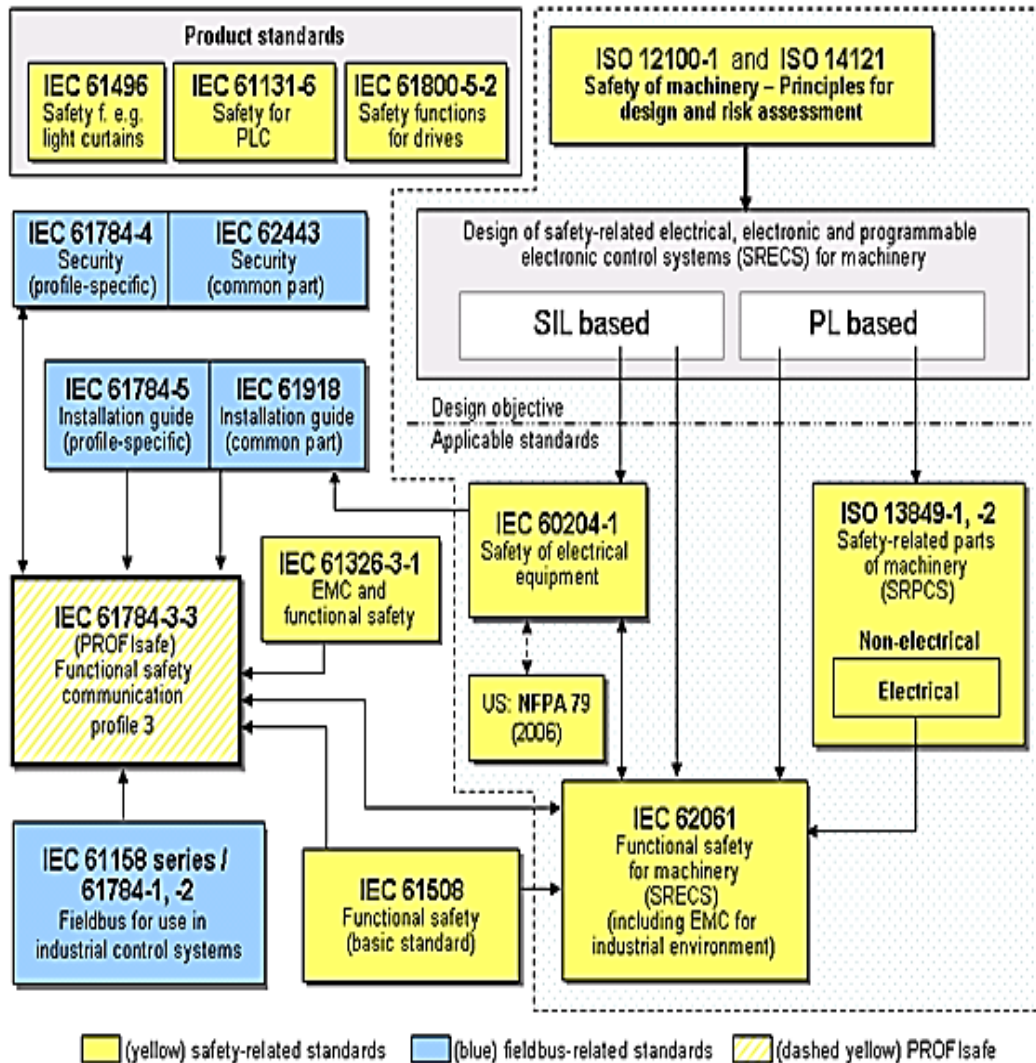 Product standards
IEC 61496
Safety f. e.g.
light curtains
IEC 61131-6
Safety for
PLC
IEC 61800-5-2
Safety functions
for drives
ISO 12100-1 and ISO 14121
Safety of machinery – Principles for
design and risk assessment
IEC 61784-4
Security
(profile-specific)
IEC 62443
Security
(common part)
Design of safety-related electrical, electronic and programmable
electronic control systems (SRECS) for machinery
SIL based
PL based
IEC 61784-5
Installation guide
(profile-specific)
IEC 61918
Installation guide
(common part)
Design objective
Applicable standards
IEC 60204-1
Safety of electrical
equipment
ISO 13849-1, -2
Safety-related parts
of machinery
(SRPCS)
Non-electrical
Electrical
IEC 61326-3-1
EMC and
functional safety
IEC 61784-3-3
(PROFIsafe)
Functional safety
communication
profile 3
US: NFPA 79
(2006)
IEC 62061
Functional safety
for machinery
(SRECS)
(including EMC for
industrial environment)
IEC 61158 series /
61784-1, -2
Fieldbus for use in
industrial control systems
IEC 61508
Functional safety
(basic standard)
(yellow) safety-related standards
(blue) fieldbus-related standards
(dashed yellow) PROFIsafe